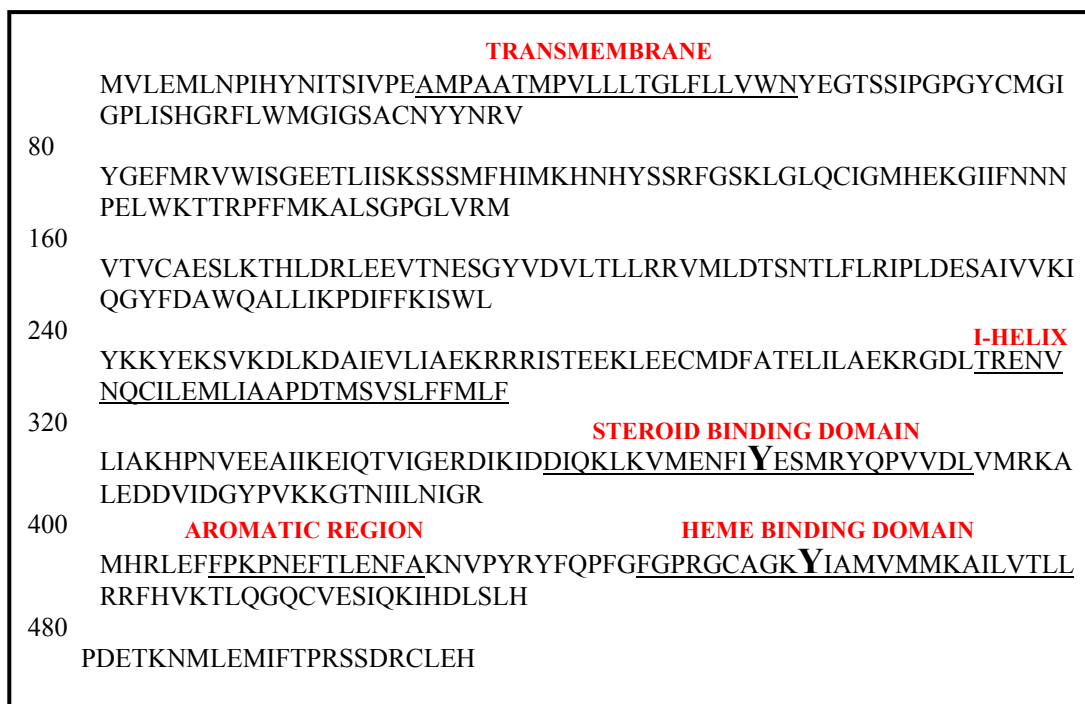 TRANSMEMBRANE
MVLEMLNPIHYNITSIVPEAMPAATMPVLLLTGLFLLVWNYEGTSSIPGPGYCMGI
GPLISHGRFLWMGIGSACNYYNRV
80
YGEFMRVWISGEETLIISKSSSMFHIMKHNHYSSRFGSKLGLQCIGMHEKGIIFNNN
PELWKTTRPFFMKALSGPGLVRM
160
VTVCAESLKTHLDRLEEVTNESGYVDVLTLLRRVMLDTSNTLFLRIPLDESAIVVKI
QGYFDAWQALLIKPDIFFKISWL
240
I-HELIX
YKKYEKSVKDLKDAIEVLIAEKRRRISTEEKLEECMDFATELILAEKRGDLTRENV
NQCILEMLIAAPDTMSVSLFFMLF
320
STEROID BINDING DOMAIN
LIAKHPNVEEAIIKEIQTVIGERDIKIDDIQKLKVMENFIYESMRYQPVVDLVMRKA
LEDDVIDGYPVKKGTNIILNIGR
400
AROMATIC REGION HEME BINDING DOMAIN
MHRLEFFPKPNEFTLENFAKNVPYRYFQPFGFGPRGCAGKYIAMVMMKAILVTLL
RRFHVKTLQGQCVESIQKIHDLSLH
480
PDETKNMLEMIFTPRSSDRCLEH